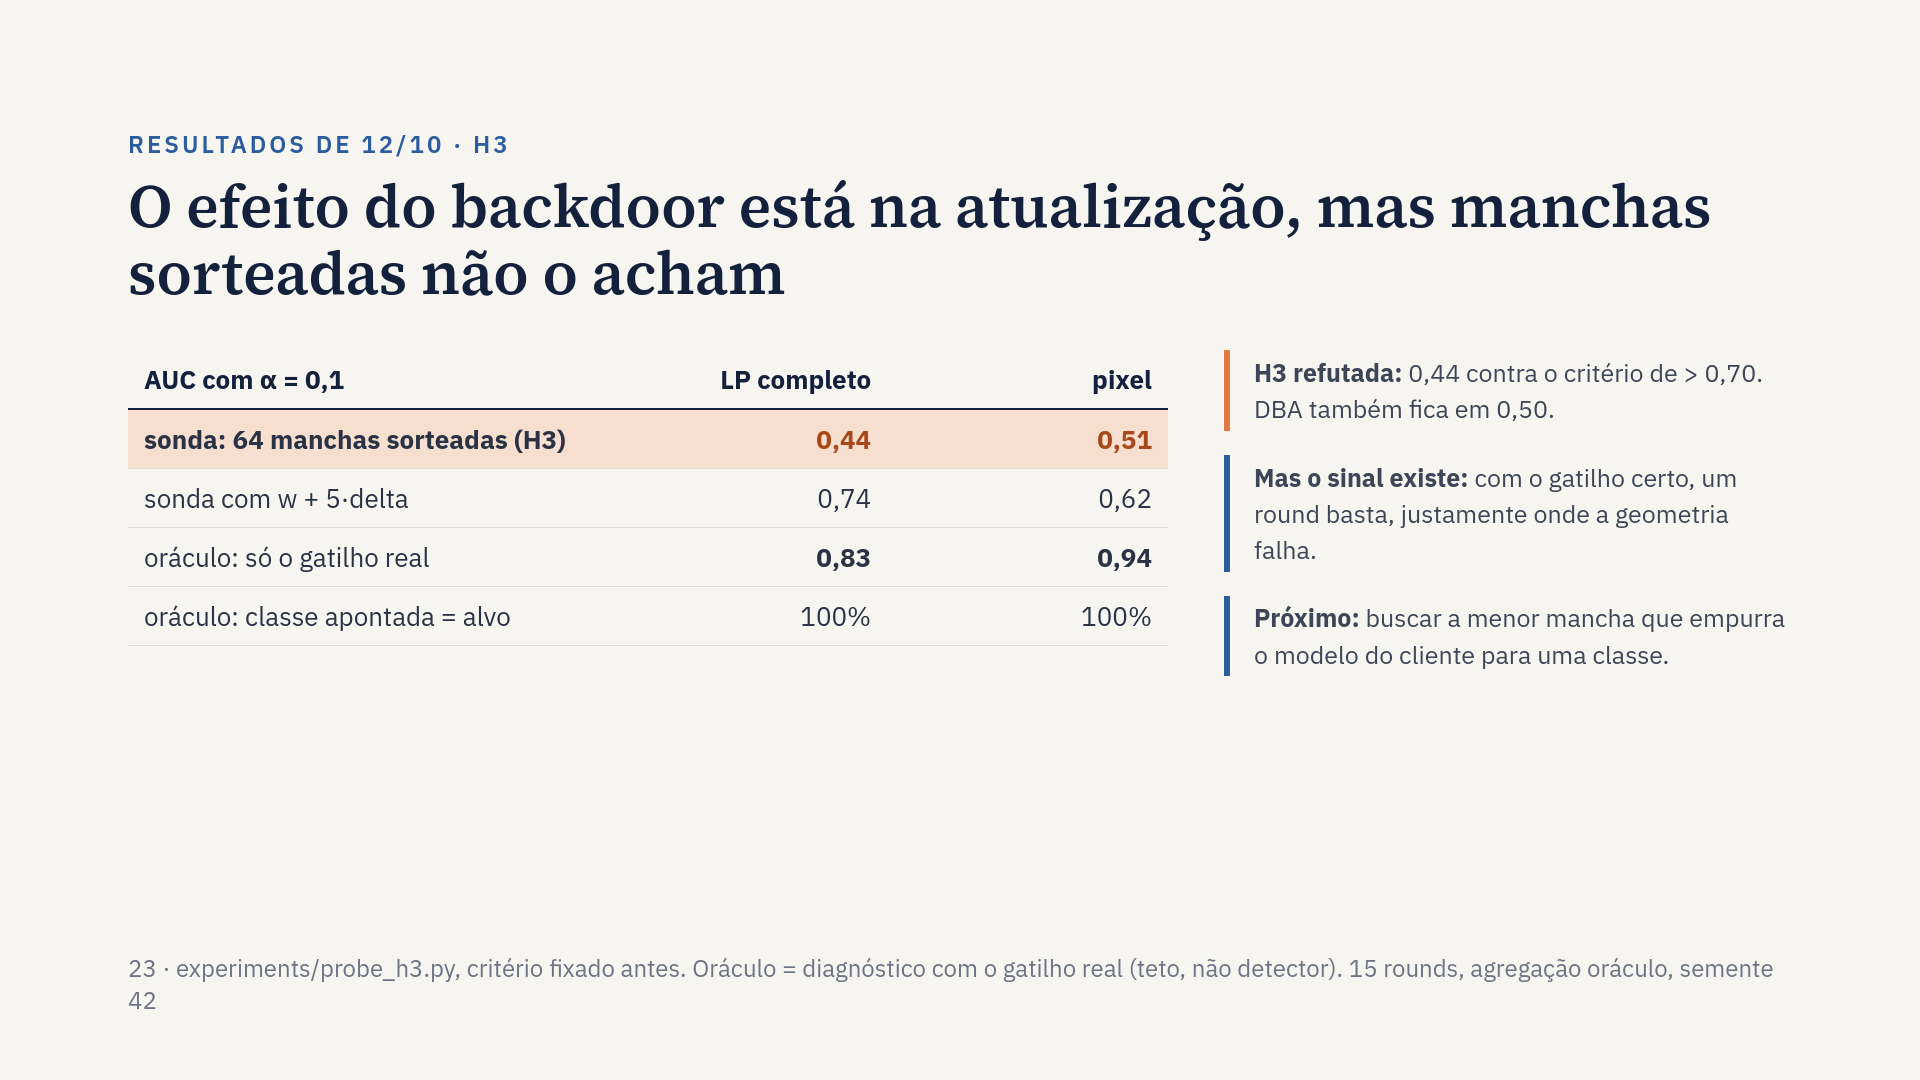 RESULTADOS DE 12/10 · H3
O efeito do backdoor está na atualização, mas manchas
sorteadas não o acham
AUC com α = 0,1 LP completo pixel
sonda: 64 manchas sorteadas (H3) 0,44 0,51
sonda com w + 5·delta 0,74 0,62
oráculo: só o gatilho real 0,83 0,94
oráculo: classe apontada = alvo 100% 100%
H3 refutada: 0,44 contra o critério de > 0,70.
DBA também fica em 0,50.
Mas o sinal existe: com o gatilho certo, um
round basta, justamente onde a geometria
falha.
Próximo: buscar a menor mancha que empurra
o modelo do cliente para uma classe.
23 · experiments/probe_h3.py, critério fixado antes. Oráculo = diagnóstico com o gatilho real (teto, não detector). 15 rounds, agregação oráculo, semente
42